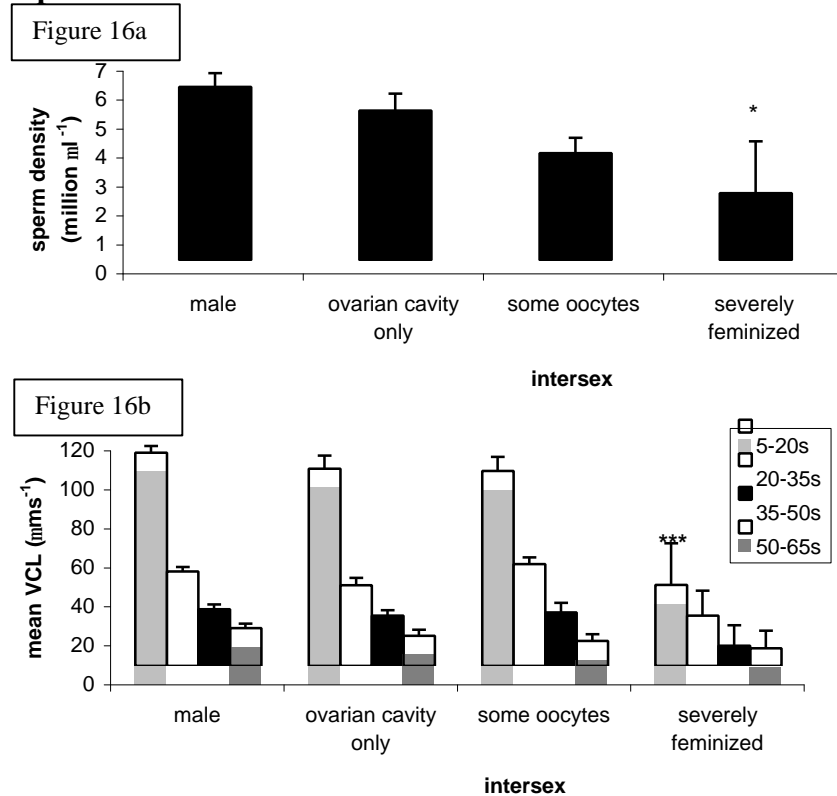 Figure 16a
7
6
5
4
3
2
1
0
sperm density
(million ml -1)
*
male
ovarian cavity
only
some oocytes
severely
feminized
intersex
Figure 16b
120
100
80
60
40
20
0
mean VCL (mms-1)
5-20s
20-35s
35-50s
50-65s
***
male
ovarian cavity
only
some oocytes
severely
feminized
intersex